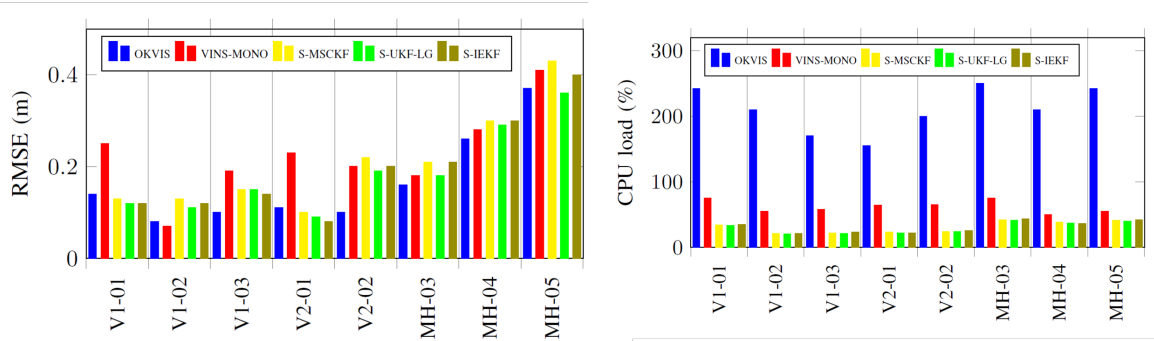 OKVIS VINS-MONO S-MSCKF S-UKF-LG S-IEKF
RMSE (m)
0.4
0.2
0
V1-01 V1-02 V1-03 V2-01 V2-02 MH-03 MH-04 MH-05
OKVIS VINS-MONO S-MSCKF S-UKF-LG S-IEKF
CPU load (%)
300
200
100
0
V1-01 V1-02 V1-03 V2-01 V2-02 MH-03 MH-04 MH-05